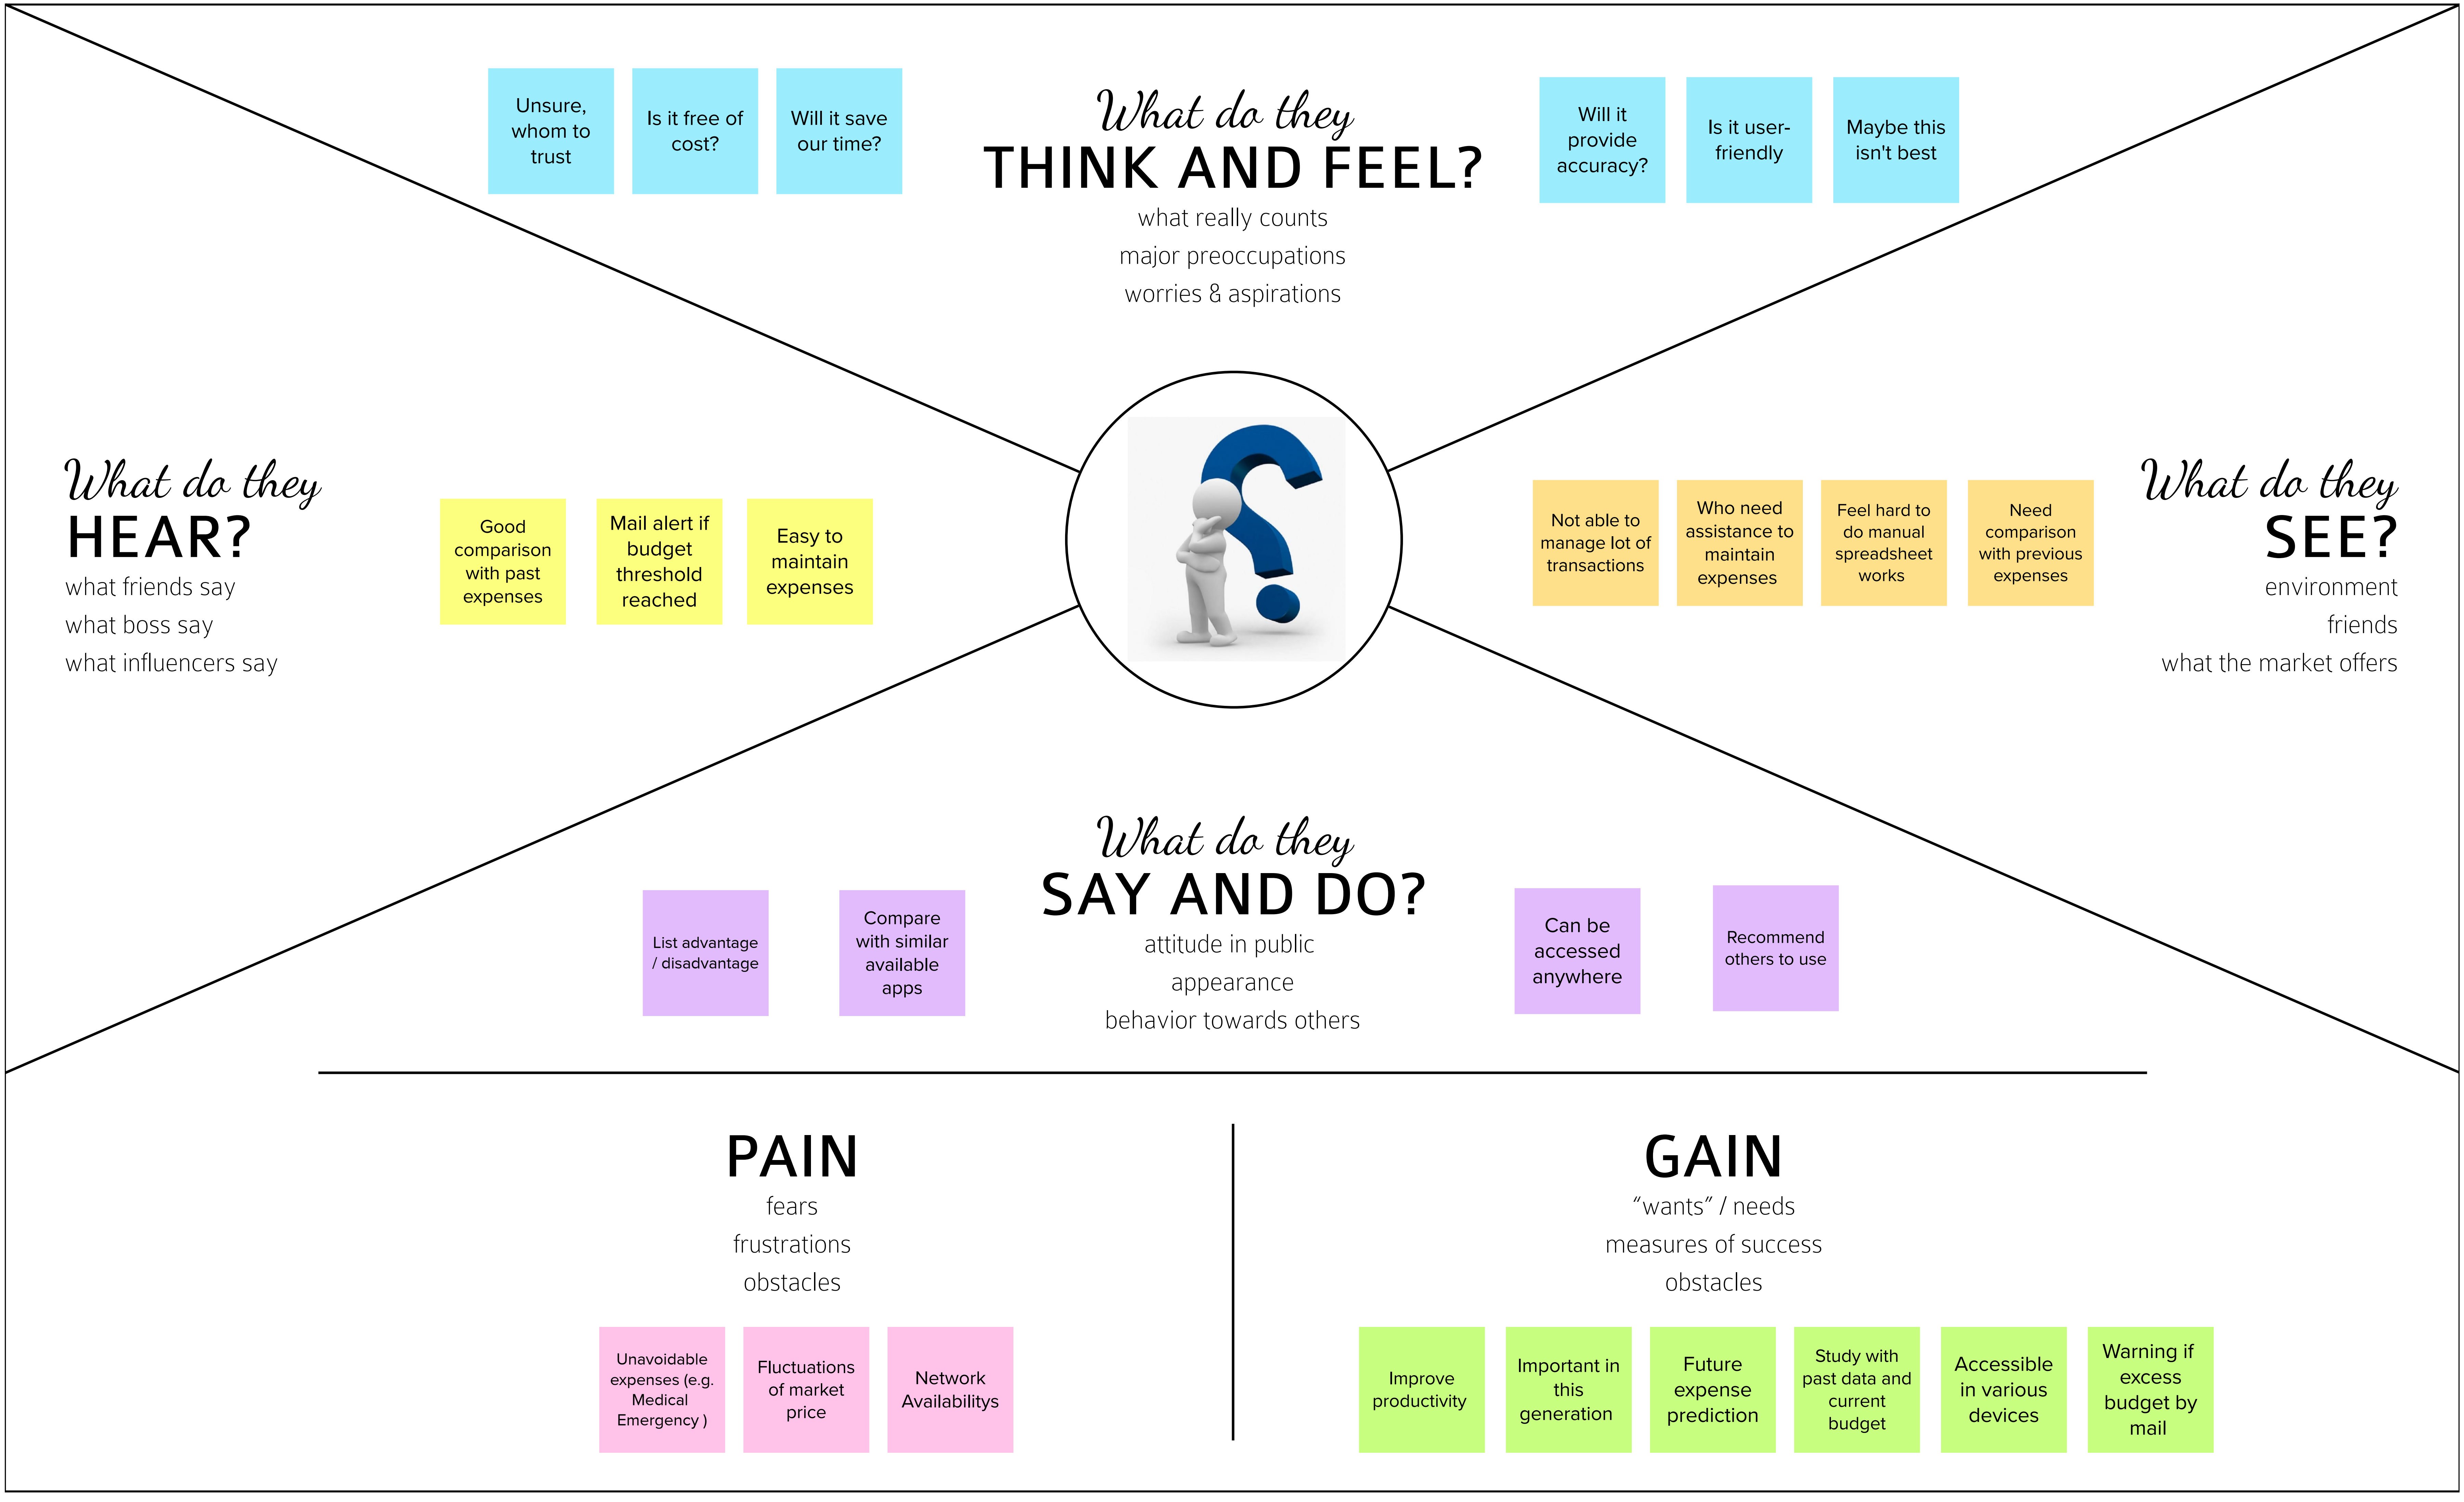 Unsure,
whom to
trust
Is it free of
cost?
Will it save
our time?
What do they
THINK AND FEEL?
what really counts
major preoccupations
worries & aspirations
Will it
provide
accuracy?
Is it user-
friendly
Maybe this
isn't best
What do they
HEAR?
what friends say
what boss say
what influencers say
Good
comparison
with past
expenses
Mail alert if
budget
threshold
reached
Easy to
maintain
expenses
Not able to
manage lot of
transactions
Who need
assistance to
maintain
expenses
Feel hard to
do manual
spreadsheet
works
Need
comparison
with previous
expenses
What do they
SEE?
environment
friends
what the market offers
What do they
SAY AND DO?
attitude in public
appearance
behavior towards others
List advantage
/ disadvantage
Compare
with similar
available
apps
Can be
accessed
anywhere
Recommend
others to use
PAIN
fears
frustrations
obstacles
Unavoidable
expenses (e.g.
Medical
Emergency )
Fluctuations
of market
price
Network
Availabilitys
GAIN
“wants” / needs
measures of success
obstacles
Improve
productivity
Important in
this
generation
Future
expense
prediction
Study with
past data and
current
budget
Accessible
in various
devices
Warning if
excess
budget by
mail